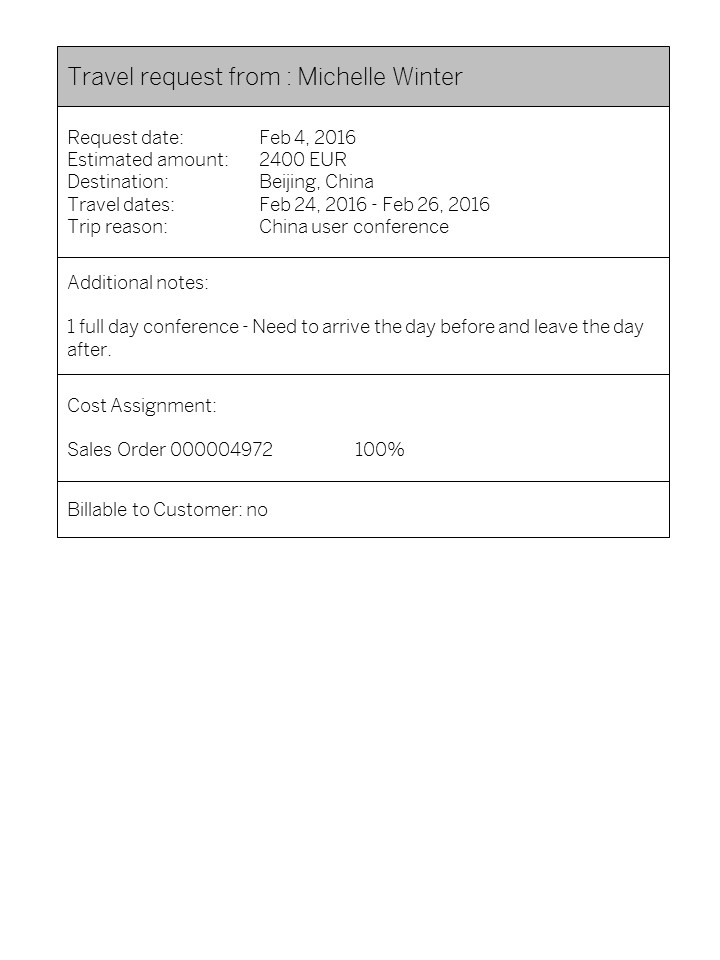 Travel request from : Michelle Winter
Request date: Feb 4, 2016
Estimated amount: 2400 EUR
Destination: Beijing, China
Travel dates: Feb 24, 2016 - Feb 26, 2016
Trip reason: China user conference
Additional notes:
1 full day conference - Need to arrive the day before and leave the day
after.
Cost Assignment:
Sales Order 000004972 100%
Billable to Customer: no